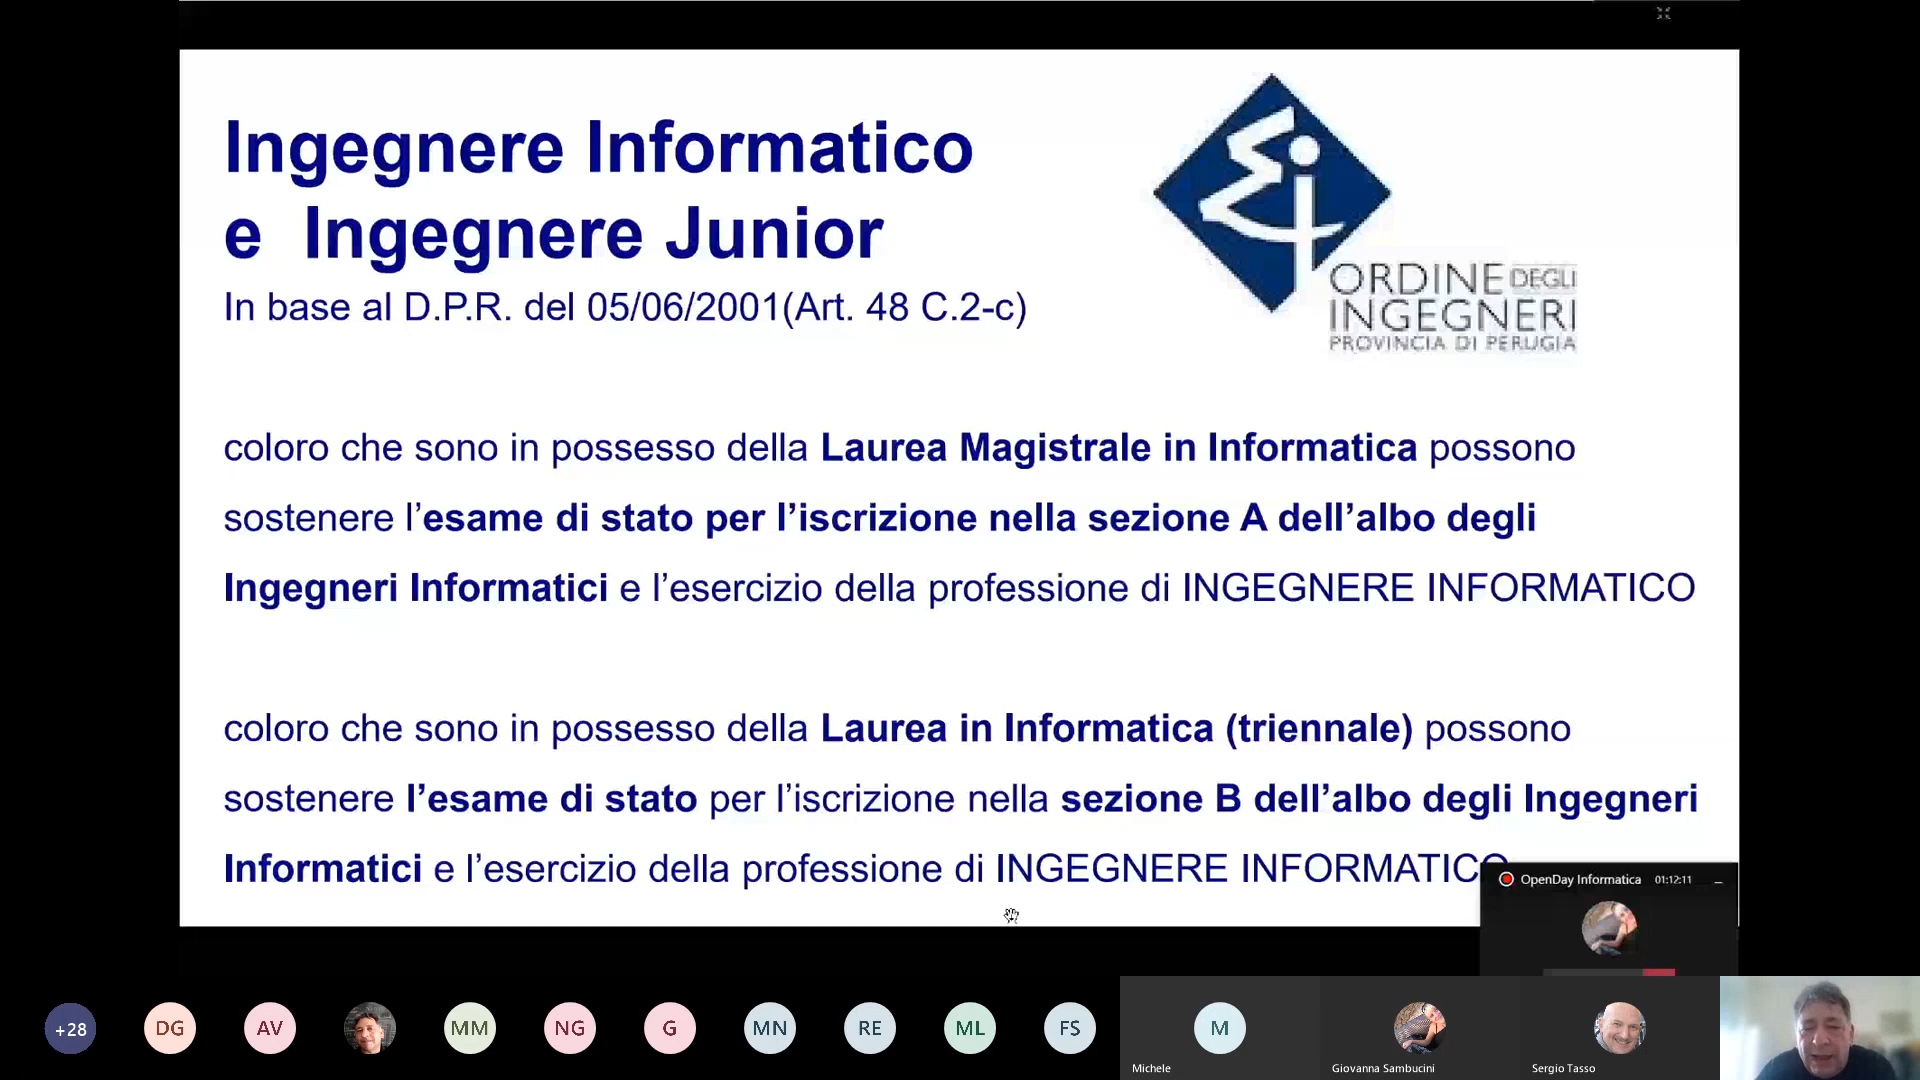 Ingegnere Informatico
e Ingegnere Junior
In base al D.P.R. del 05/06/2001(Art. 48 C.2-c)
ORDINE DEGLI
INGEGNERI
PROVINCIA DI PERUGIA
coloro che sono in possesso della Laurea Magistrale in Informatica possono
sostenere l’esame di stato per l’iscrizione nella sezione A dell’albo degli
Ingegneri Informatici e l’esercizio della professione di INGEGNERE INFORMATICO
coloro che sono in possesso della Laurea in Informatica (triennale) possono
sostenere l’esame di stato per l’iscrizione nella sezione B dell’albo degli Ingegneri
Informatici e l’esercizio della professione di INGEGNERE INFORMATICO
OpenDay Informatica 01:12:11
+28 DG AV MM NG G MN RE ML FS M
Michele Giovanna Sambucini Sergio Tasso